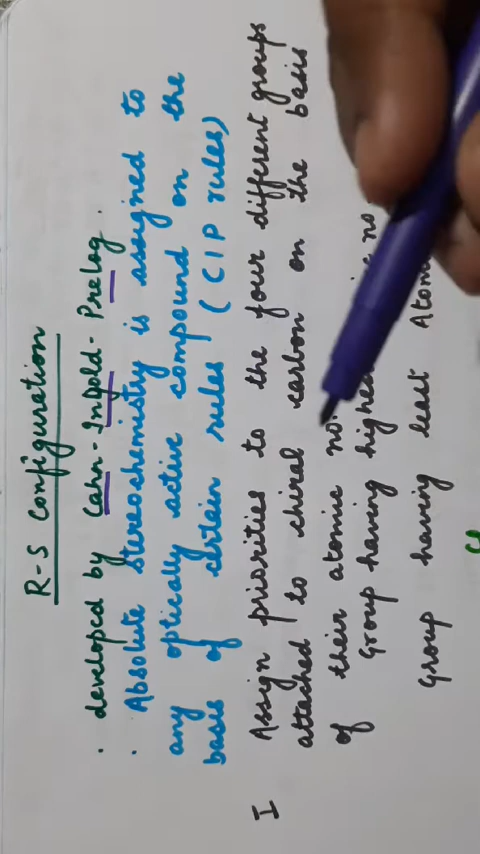 R-S Configuration
· developed by Cahn-Ingold-Prelog.
· Absolute Stereochemistry is assigned to
any optically active compound on the
basis of certain rules (CIP rules)
I Assign priorities to the four different groups
attached to chiral carbon on the basis
of their atomic no
Group having no
Group having least